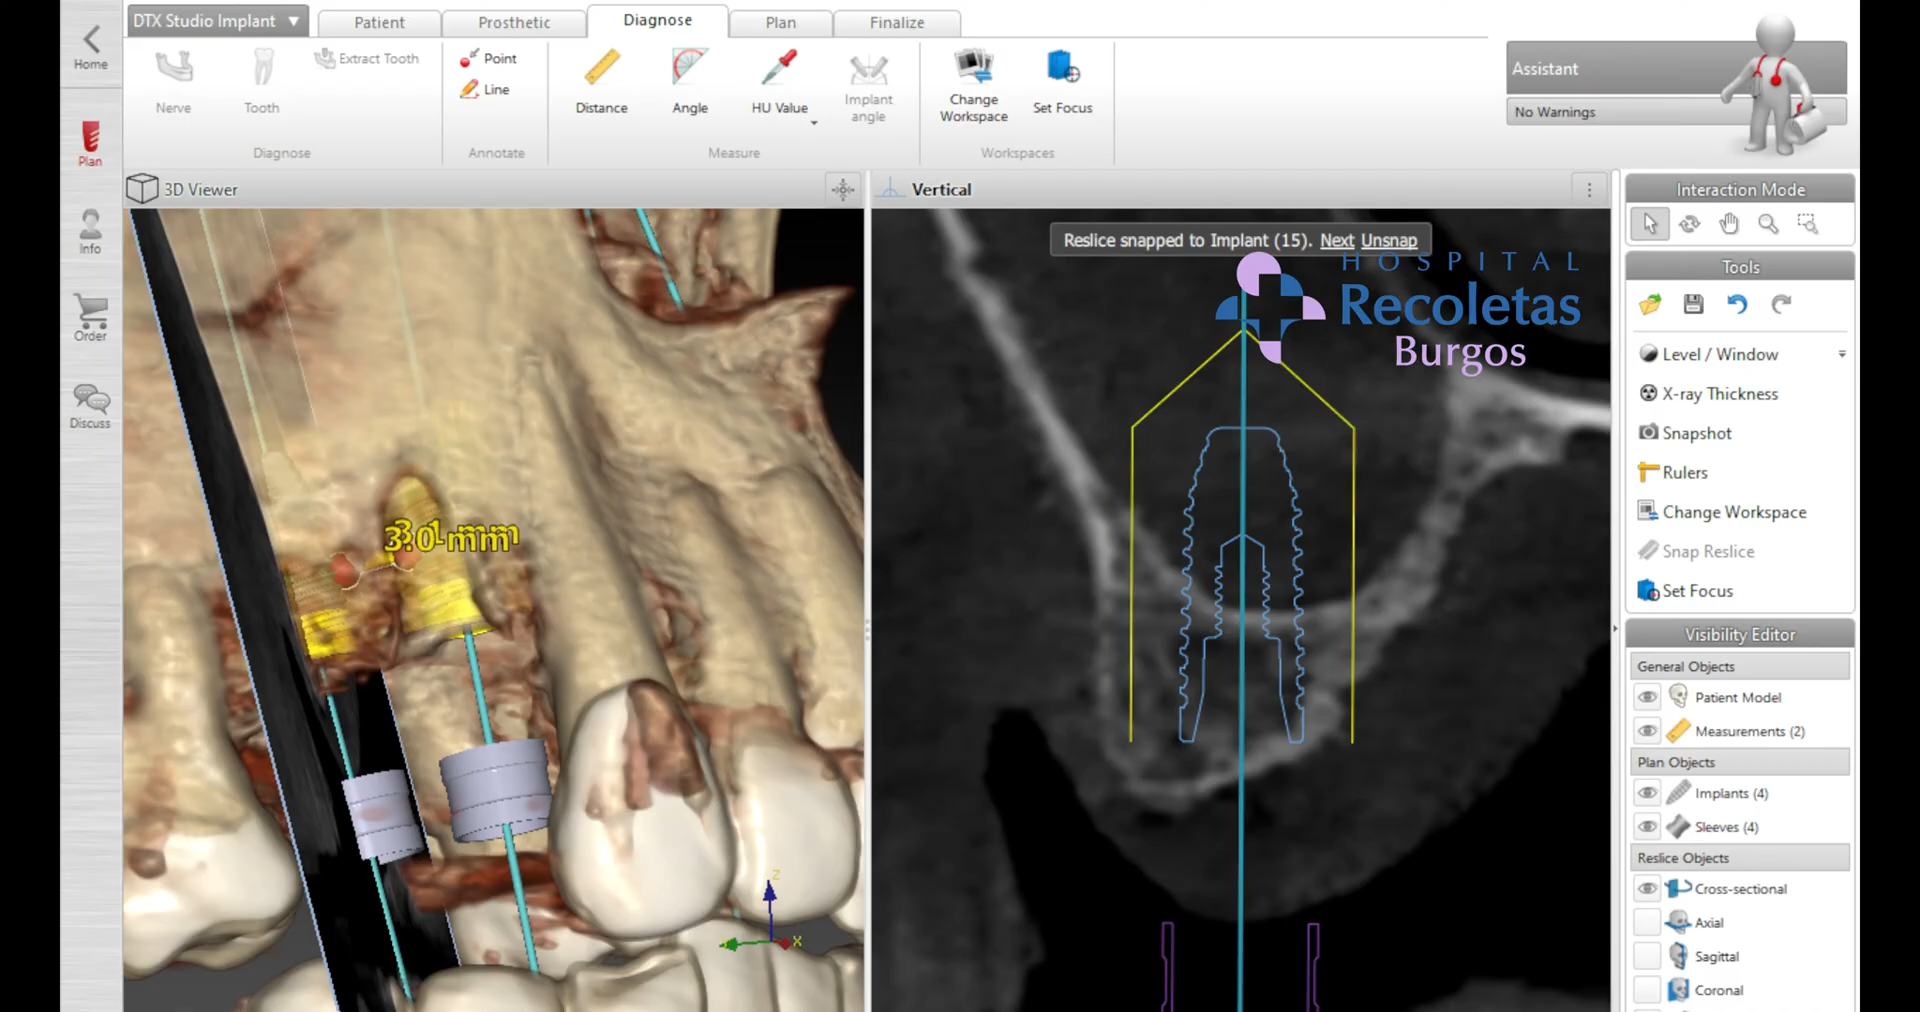 DTX Studio Implant
Patient
Prosthetic
Diagnose
Plan
Finalize
Home
Nerve
Tooth
Extract Tooth
Diagnose
Point
Line
Annotate
Distance
Angle
HU Value
Implant angle
Measure
Change Workspace
Set Focus
Workspaces
Assistant
No Warnings
Plan
Info
Order
Discuss
3D Viewer
Vertical
Reslice snapped to Implant (15). Next Unsnap
HOSPITAL
Recoletas
Burgos
mm
z
x
Interaction Mode
Tools
Level / Window
X-ray Thickness
Snapshot
Rulers
Change Workspace
Snap Reslice
Set Focus
Visibility Editor
General Objects
Patient Model
Measurements (2)
Plan Objects
Implants (4)
Sleeves (4)
Reslice Objects
Cross-sectional
Axial
Sagittal
Coronal